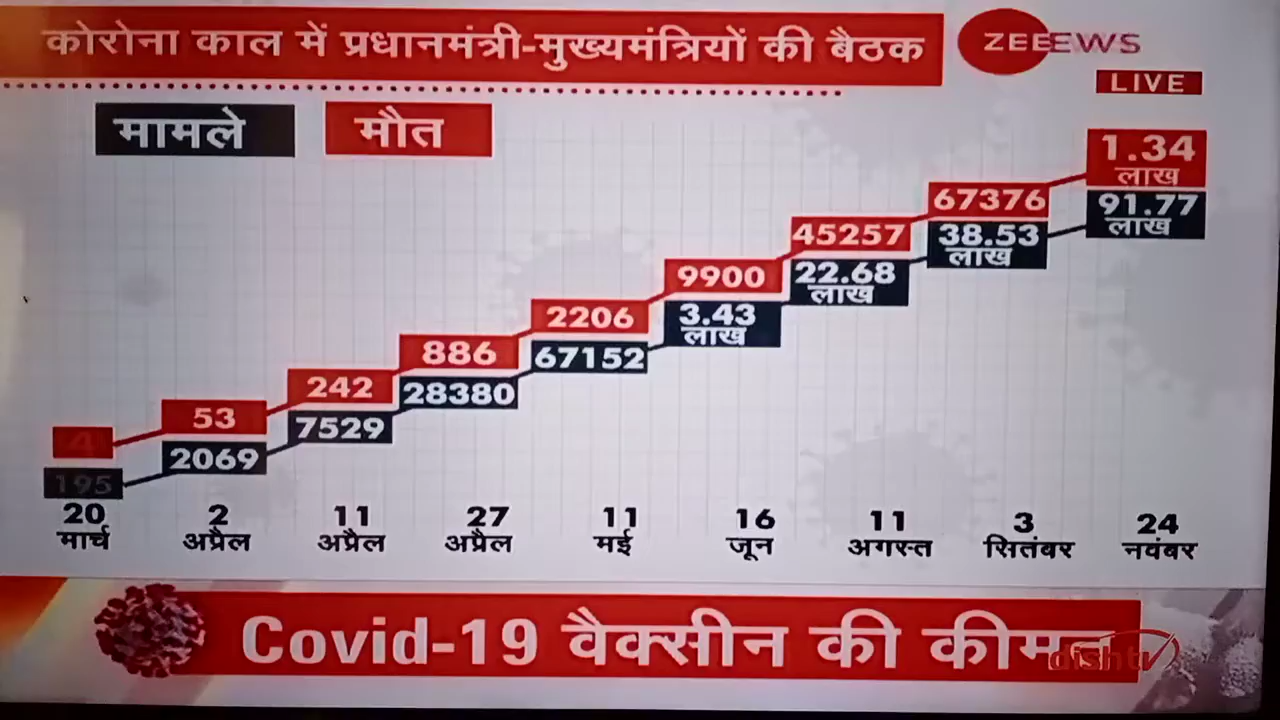 कोरोना काल में प्रधानमंत्री-मुख्यमंत्रियों की बैठक
ZEE NEWS
LIVE
मामले मौत
1.34 लाख
91.77 लाख
67376
38.53 लाख
45257
22.68 लाख
9900
3.43 लाख
2206
67152
886
28380
242
7529
53
2069
4
195
20 मार्च
2 अप्रैल
11 अप्रैल
27 अप्रैल
11 मई
16 जून
11 अगस्त
3 सितंबर
24 नवंबर
Covid-19 वैक्सीन की कीमत
dishtv